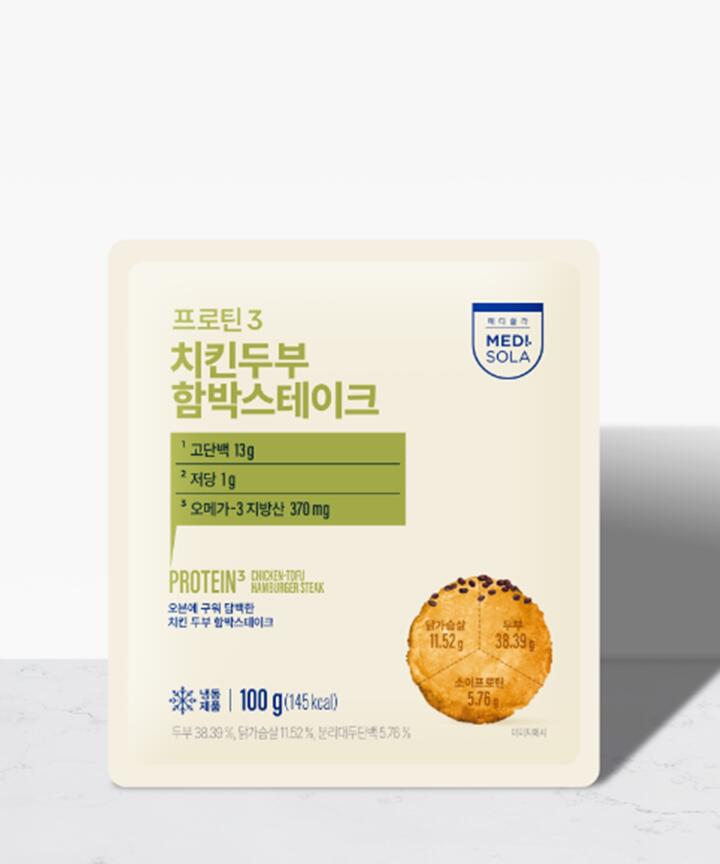 프로틴 3
치킨두부
함박스테이크
메디쏠라
MEDI·
SOLA
1 고단백 13g
2 저당 1g
3 오메가-3 지방산 370mg
PROTEIN³ CHICKEN-TOFU
HAMBURGER STEAK
오븐에 구워 담백한
치킨 두부 함박스테이크
닭가슴살
11.52g
두부
38.39g
소이프로틴
5.76g
냉동
제품
100 g(145 kcal)
두부 38.39 %, 닭가슴살 11.52 %, 분리대두단백 5.76 %
이미지예시